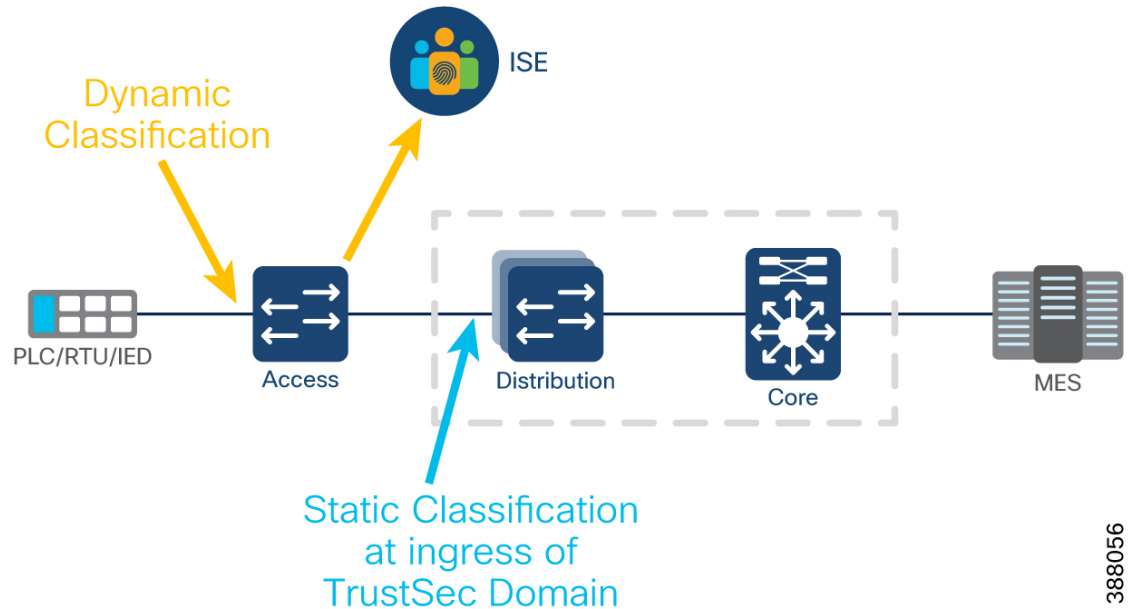 ISE
Dynamic
Classification
PLC/RTU/IED
Access
Distribution
Core
MES
Static Classification
at ingress of
TrustSec Domain
388056